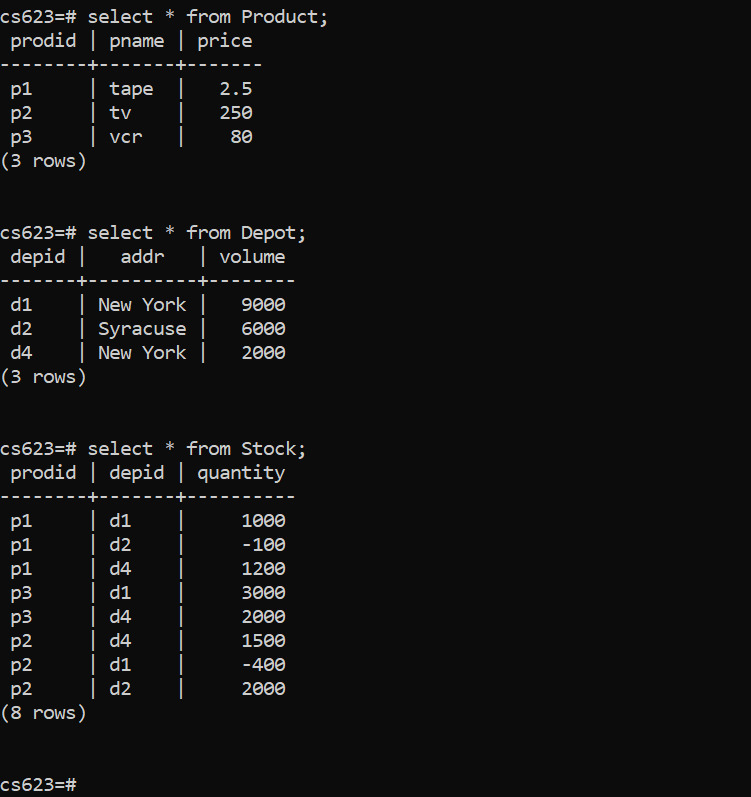 cs623=# select * from Product;
 prodid | pname | price
--------+-------+-------
 p1     | tape  |   2.5
 p2     | tv    |   250
 p3     | vcr   |    80
(3 rows)
cs623=# select * from Depot;
 depid |   addr   | volume
-------+----------+--------
 d1    | New York |   9000
 d2    | Syracuse |   6000
 d4    | New York |   2000
(3 rows)
cs623=# select * from Stock;
 prodid | depid | quantity
--------+-------+----------
 p1     | d1    |     1000
 p1     | d2    |     -100
 p1     | d4    |     1200
 p3     | d1    |     3000
 p3     | d4    |     2000
 p2     | d4    |     1500
 p2     | d1    |     -400
 p2     | d2    |     2000
(8 rows)
cs623=#